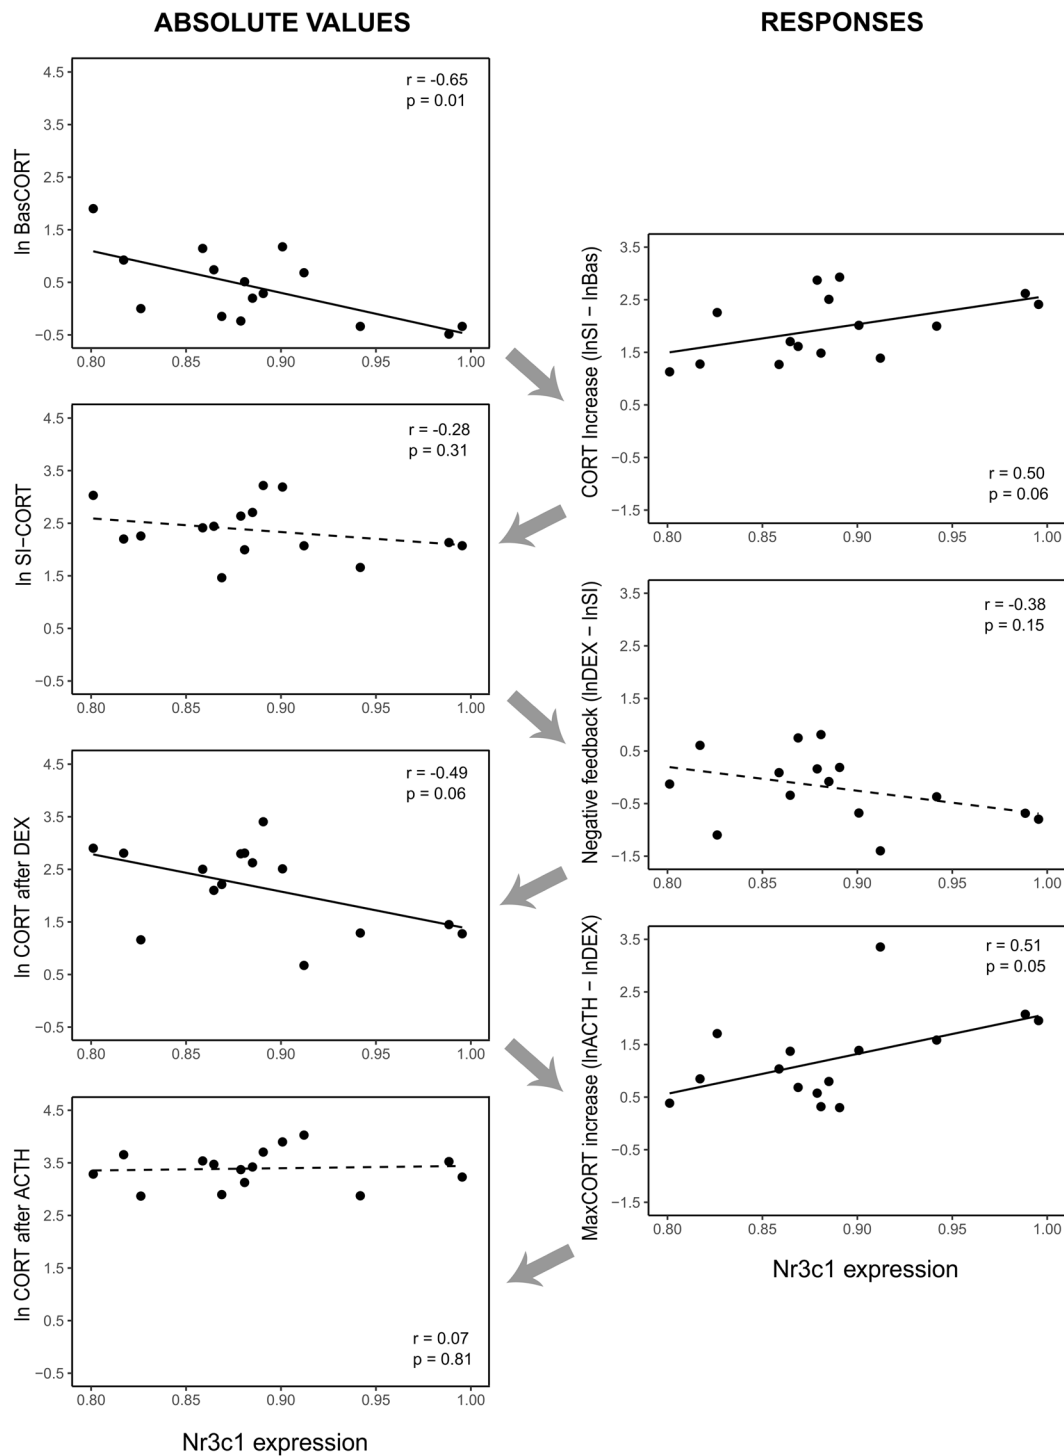 ABSOLUTE VALUES
4.5
3.5
2.5
1.5
0.5
−0.5
ln BasCORT
r = -0.65
p = 0.01
0.80 0.85 0.90 0.95 1.00
4.5
3.5
2.5
1.5
0.5
−0.5
ln SI−CORT
r = -0.28
p = 0.31
0.80 0.85 0.90 0.95 1.00
4.5
3.5
2.5
1.5
0.5
−0.5
ln CORT after DEX
r = -0.49
p = 0.06
0.80 0.85 0.90 0.95 1.00
4.5
3.5
2.5
1.5
0.5
−0.5
ln CORT after ACTH
r = 0.07
p = 0.81
0.80 0.85 0.90 0.95 1.00
Nr3c1 expression
RESPONSES
3.5
2.5
1.5
0.5
−0.5
−1.5
CORT Increase (lnSI − lnBas)
r = 0.50
p = 0.06
0.80 0.85 0.90 0.95 1.00
3.5
2.5
1.5
0.5
−0.5
−1.5
Negative feedback (lnDEX − lnSI)
r = -0.38
p = 0.15
0.80 0.85 0.90 0.95 1.00
3.5
2.5
1.5
0.5
−0.5
−1.5
MaxCORT increase (lnACTH − lnDEX)
r = 0.51
p = 0.05
0.80 0.85 0.90 0.95 1.00
Nr3c1 expression